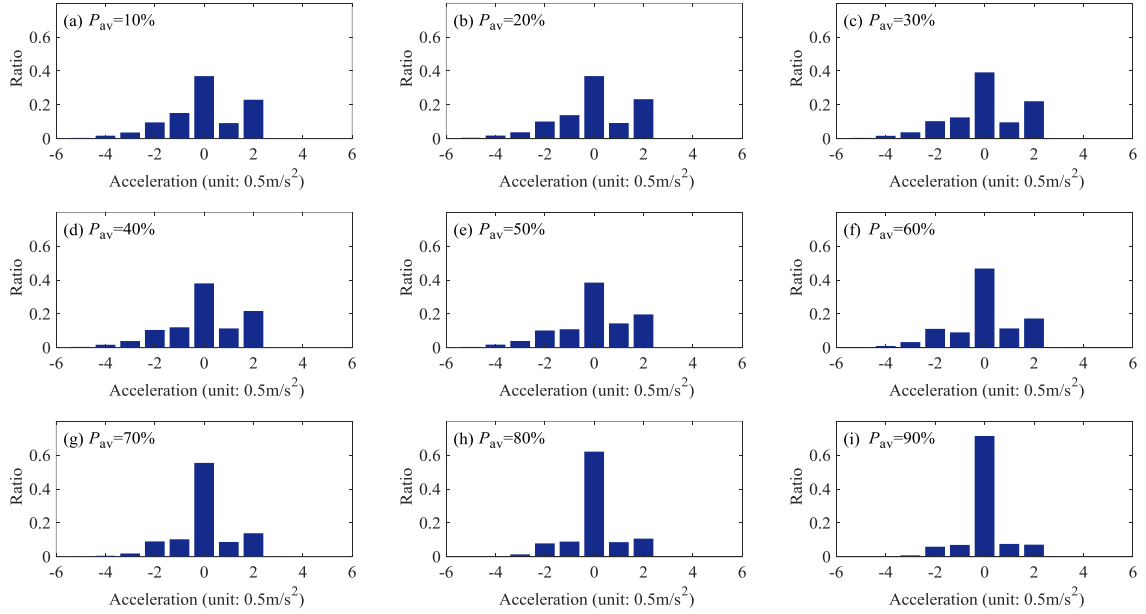 (a) P_av=10%
Ratio
0.6
0.4
0.2
0
-6 -4 -2 0 2 4 6
Acceleration (unit: 0.5m/s²)
(b) P_av=20%
Ratio
0.6
0.4
0.2
0
-6 -4 -2 0 2 4 6
Acceleration (unit: 0.5m/s²)
(c) P_av=30%
Ratio
0.6
0.4
0.2
0
-6 -4 -2 0 2 4 6
Acceleration (unit: 0.5m/s²)
(d) P_av=40%
Ratio
0.6
0.4
0.2
0
-6 -4 -2 0 2 4 6
Acceleration (unit: 0.5m/s²)
(e) P_av=50%
Ratio
0.6
0.4
0.2
0
-6 -4 -2 0 2 4 6
Acceleration (unit: 0.5m/s²)
(f) P_av=60%
Ratio
0.6
0.4
0.2
0
-6 -4 -2 0 2 4 6
Acceleration (unit: 0.5m/s²)
(g) P_av=70%
Ratio
0.6
0.4
0.2
0
-6 -4 -2 0 2 4 6
Acceleration (unit: 0.5m/s²)
(h) P_av=80%
Ratio
0.6
0.4
0.2
0
-6 -4 -2 0 2 4 6
Acceleration (unit: 0.5m/s²)
(i) P_av=90%
Ratio
0.6
0.4
0.2
0
-6 -4 -2 0 2 4 6
Acceleration (unit: 0.5m/s²)